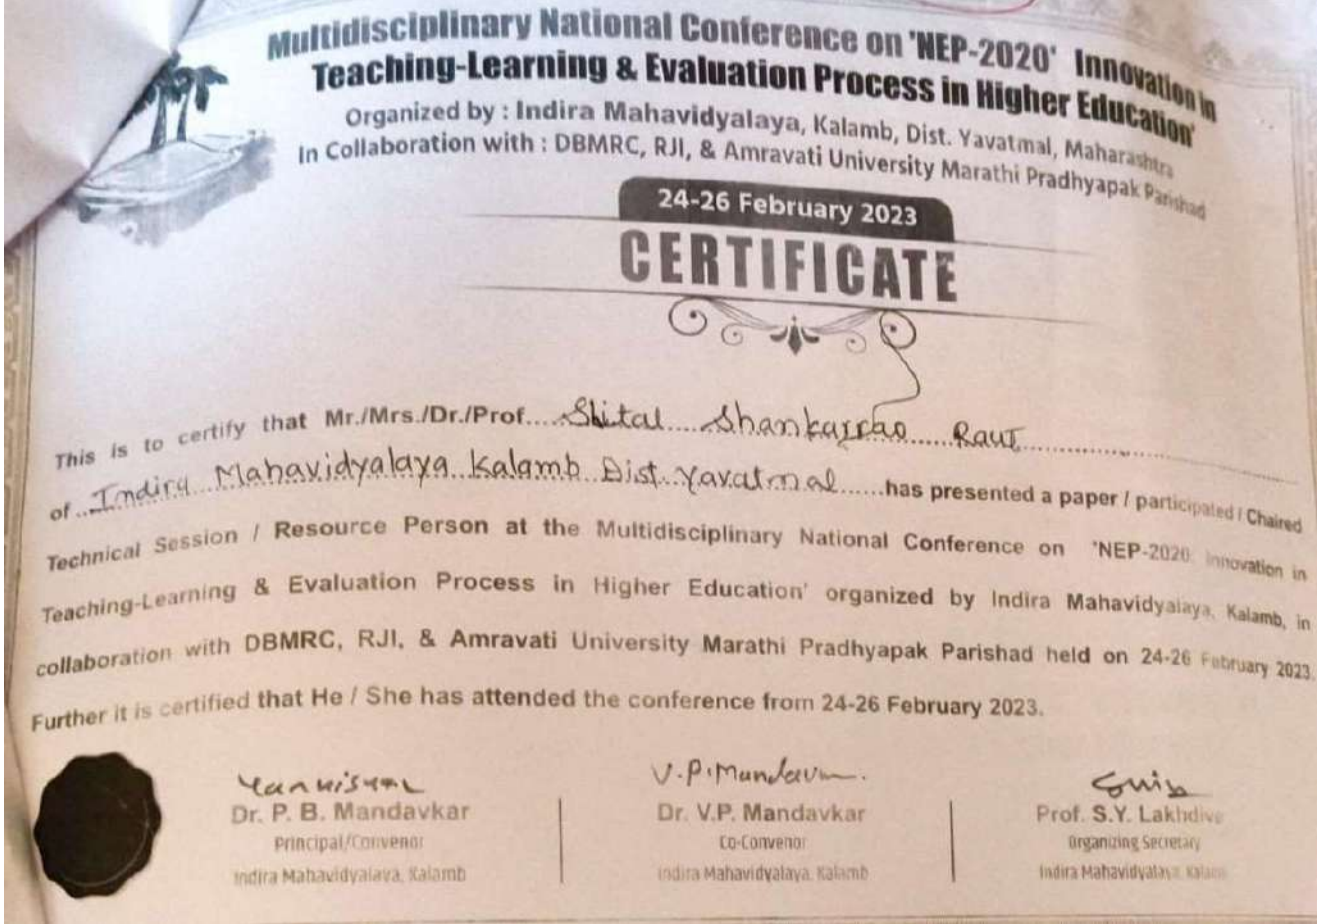 Multidisciplinary National Conference on 'NEP-2020' Innovation in
Teaching-Learning & Evaluation Process in Higher Education'
Organized by : Indira Mahavidyalaya, Kalamb, Dist. Yavatmal, Maharashtra
In Collaboration with : DBMRC, RJI, & Amravati University Marathi Pradhyapak Parishad
24-26 February 2023
CERTIFICATE
This is to certify that Mr./Mrs./Dr./Prof.... Shital Shankarrao Raut
of Indira Mahavidyalaya Kalamb Dist. Yavatmal ......has presented a paper / participated / Chaired
Technical Session / Resource Person at the Multidisciplinary National Conference on 'NEP-2020: Innovation in
Teaching-Learning & Evaluation Process in Higher Education' organized by Indira Mahavidyalaya, Kalamb, in
collaboration with DBMRC, RJI, & Amravati University Marathi Pradhyapak Parishad held on 24-26 February 2023.
Further it is certified that He / She has attended the conference from 24-26 February 2023.
V.P. Mandavkar
Dr. P. B. Mandavkar
Dr. V.P. Mandavkar
Prof. S.Y. Lakhdive
Principal/Convenor
Co-Convenor
Organizing Secretary
Indira Mahavidyalaya, Kalamb
Indira Mahavidyalaya, Kalamb
Indira Mahavidyalaya, Kalamb